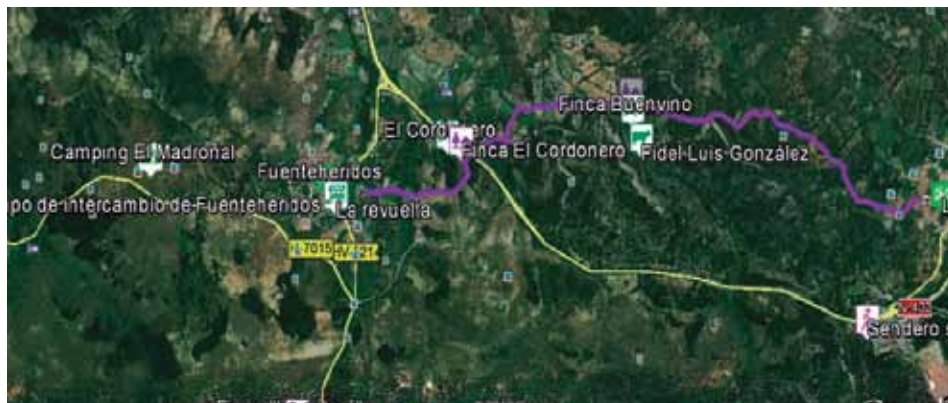 Finca Buenvino
El Cordonero
Finca El Cordonero
Fidel Luis González
Camping El Madroñal
Fuenteheridos
po de intercambio de Fuenteheridos
La revuelta
Sendero s